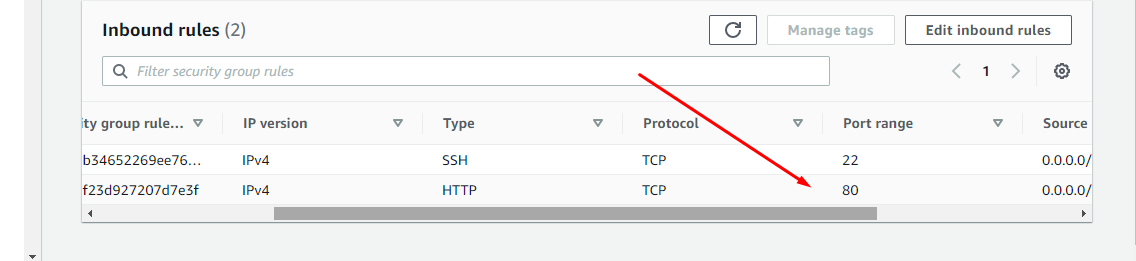 Inbound rules (2)
Manage tags
Edit inbound rules
Filter security group rules
1
ity group rule... IP version Type Protocol Port range Source
b34652269ee76... IPv4 SSH TCP 22 0.0.0.0/
f23d927207d7e3f IPv4 HTTP TCP 80 0.0.0.0/